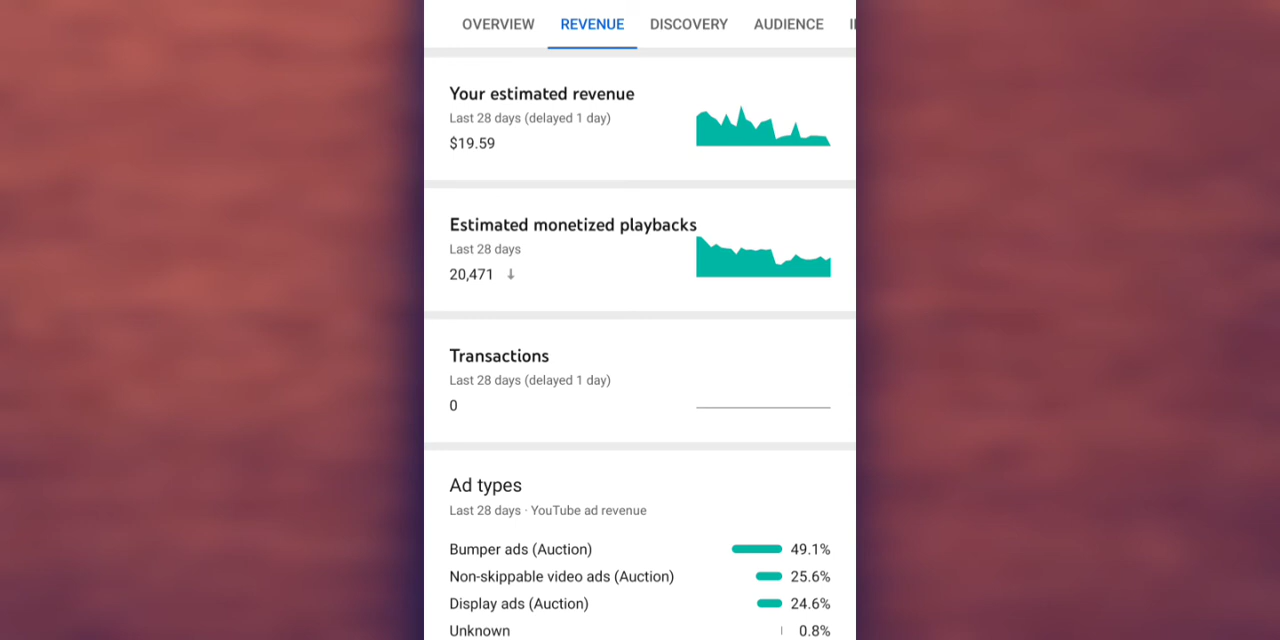 OVERVIEW REVENUE DISCOVERY AUDIENCE
Your estimated revenue
Last 28 days (delayed 1 day)
$19.59
Estimated monetized playbacks
Last 28 days
20,471 ↓
Transactions
Last 28 days (delayed 1 day)
0
Ad types
Last 28 days · YouTube ad revenue
Bumper ads (Auction) 49.1%
Non-skippable video ads (Auction) 25.6%
Display ads (Auction) 24.6%
Unknown 0.8%